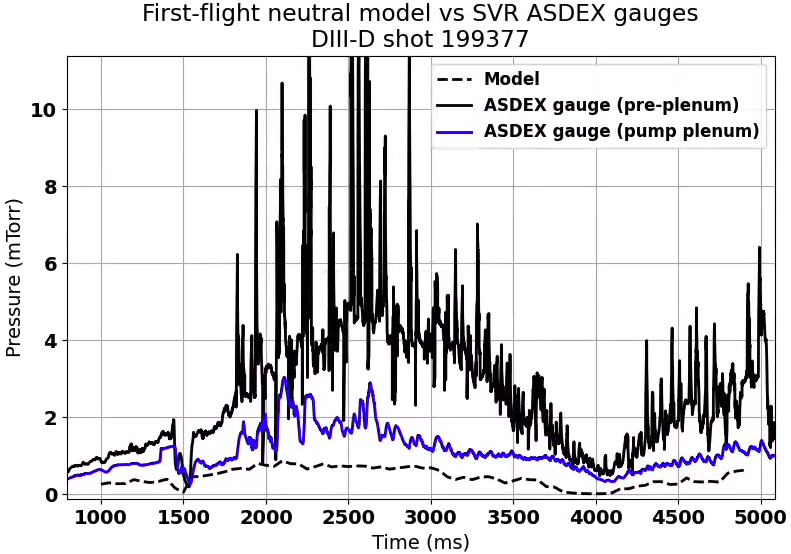 First-flight neutral model vs SVR ASDEX gauges
DIII-D shot 199377
Model
ASDEX gauge (pre-plenum)
ASDEX gauge (pump plenum)
10
8
6
4
2
0
Pressure (mTorr)
1000 1500 2000 2500 3000 3500 4000 4500 5000
Time (ms)